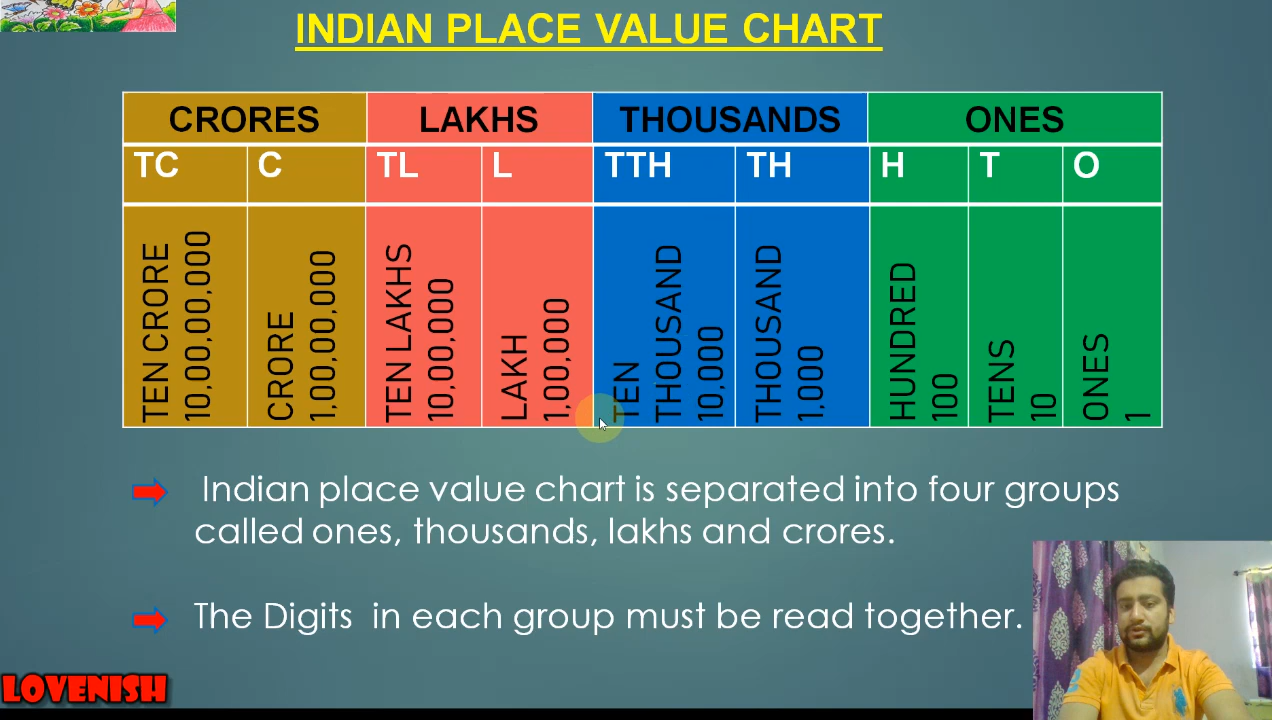 INDIAN PLACE VALUE CHART
CRORES LAKHS THOUSANDS ONES
TC C TL L TTH TH H T O
TEN CRORE
10,00,00,000
CRORE
1,00,00,000
TEN LAKHS
10,00,000
LAKH
1,00,000
TEN
THOUSAND
10,000
THOUSAND
1,000
HUNDRED
100
TENS
10
ONES
1
Indian place value chart is separated into four groups
called ones, thousands, lakhs and crores.
The Digits in each group must be read together.
LOVENISH